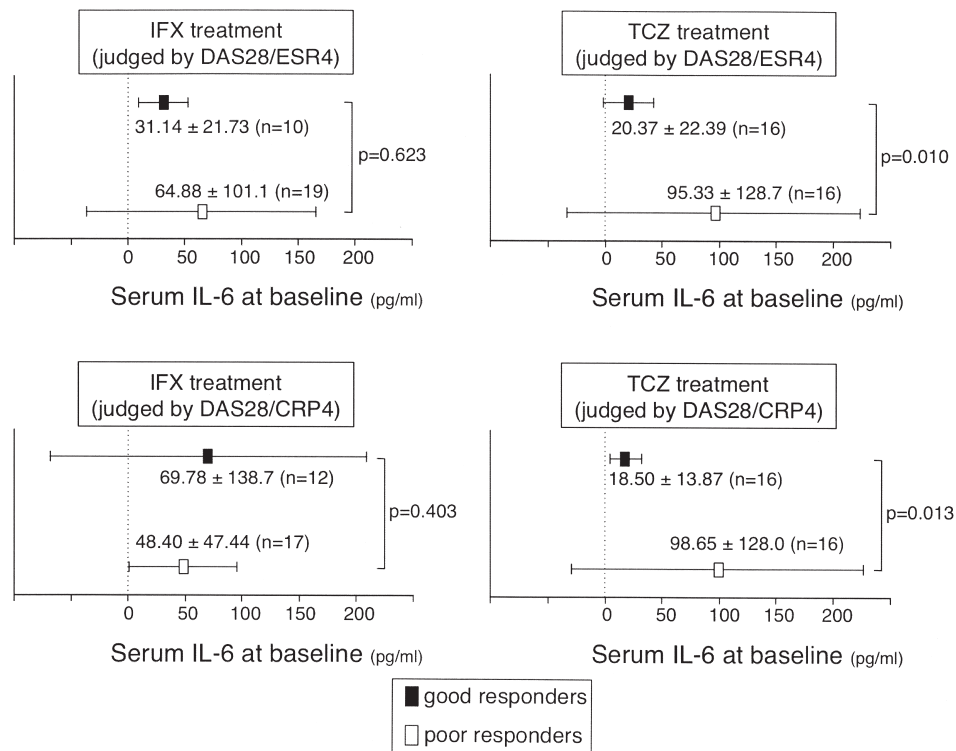 IFX treatment
(judged by DAS28/ESR4)
31.14 ± 21.73 (n=10)
p=0.623
64.88 ± 101.1 (n=19)
0 50 100 150 200
Serum IL-6 at baseline (pg/ml)
TCZ treatment
(judged by DAS28/ESR4)
20.37 ± 22.39 (n=16)
p=0.010
95.33 ± 128.7 (n=16)
0 50 100 150 200
Serum IL-6 at baseline (pg/ml)
IFX treatment
(judged by DAS28/CRP4)
69.78 ± 138.7 (n=12)
p=0.403
48.40 ± 47.44 (n=17)
0 50 100 150 200
Serum IL-6 at baseline (pg/ml)
TCZ treatment
(judged by DAS28/CRP4)
18.50 ± 13.87 (n=16)
p=0.013
98.65 ± 128.0 (n=16)
0 50 100 150 200
Serum IL-6 at baseline (pg/ml)
good responders
poor responders